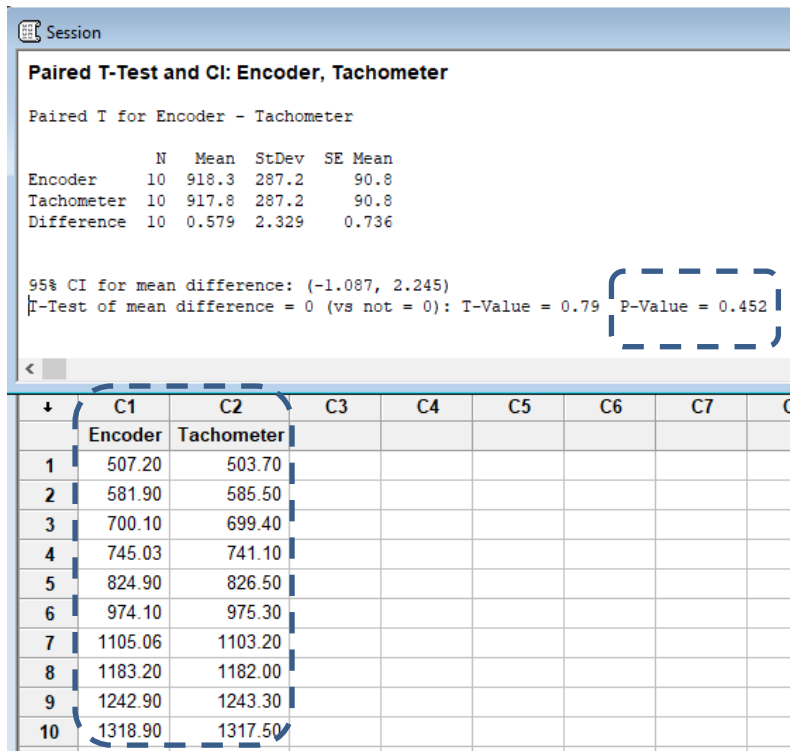 Session
Paired T-Test and CI: Encoder, Tachometer
Paired T for Encoder - Tachometer
N Mean StDev SE Mean
Encoder 10 918.3 287.2 90.8
Tachometer 10 917.8 287.2 90.8
Difference 10 0.579 2.329 0.736
95% CI for mean difference: (-1.087, 2.245)
T-Test of mean difference = 0 (vs not = 0): T-Value = 0.79 P-Value = 0.452
C1 C2 C3 C4 C5 C6 C7
Encoder Tachometer
1 507.20 503.70
2 581.90 585.50
3 700.10 699.40
4 745.03 741.10
5 824.90 826.50
6 974.10 975.30
7 1105.06 1103.20
8 1183.20 1182.00
9 1242.90 1243.30
10 1318.90 1317.50